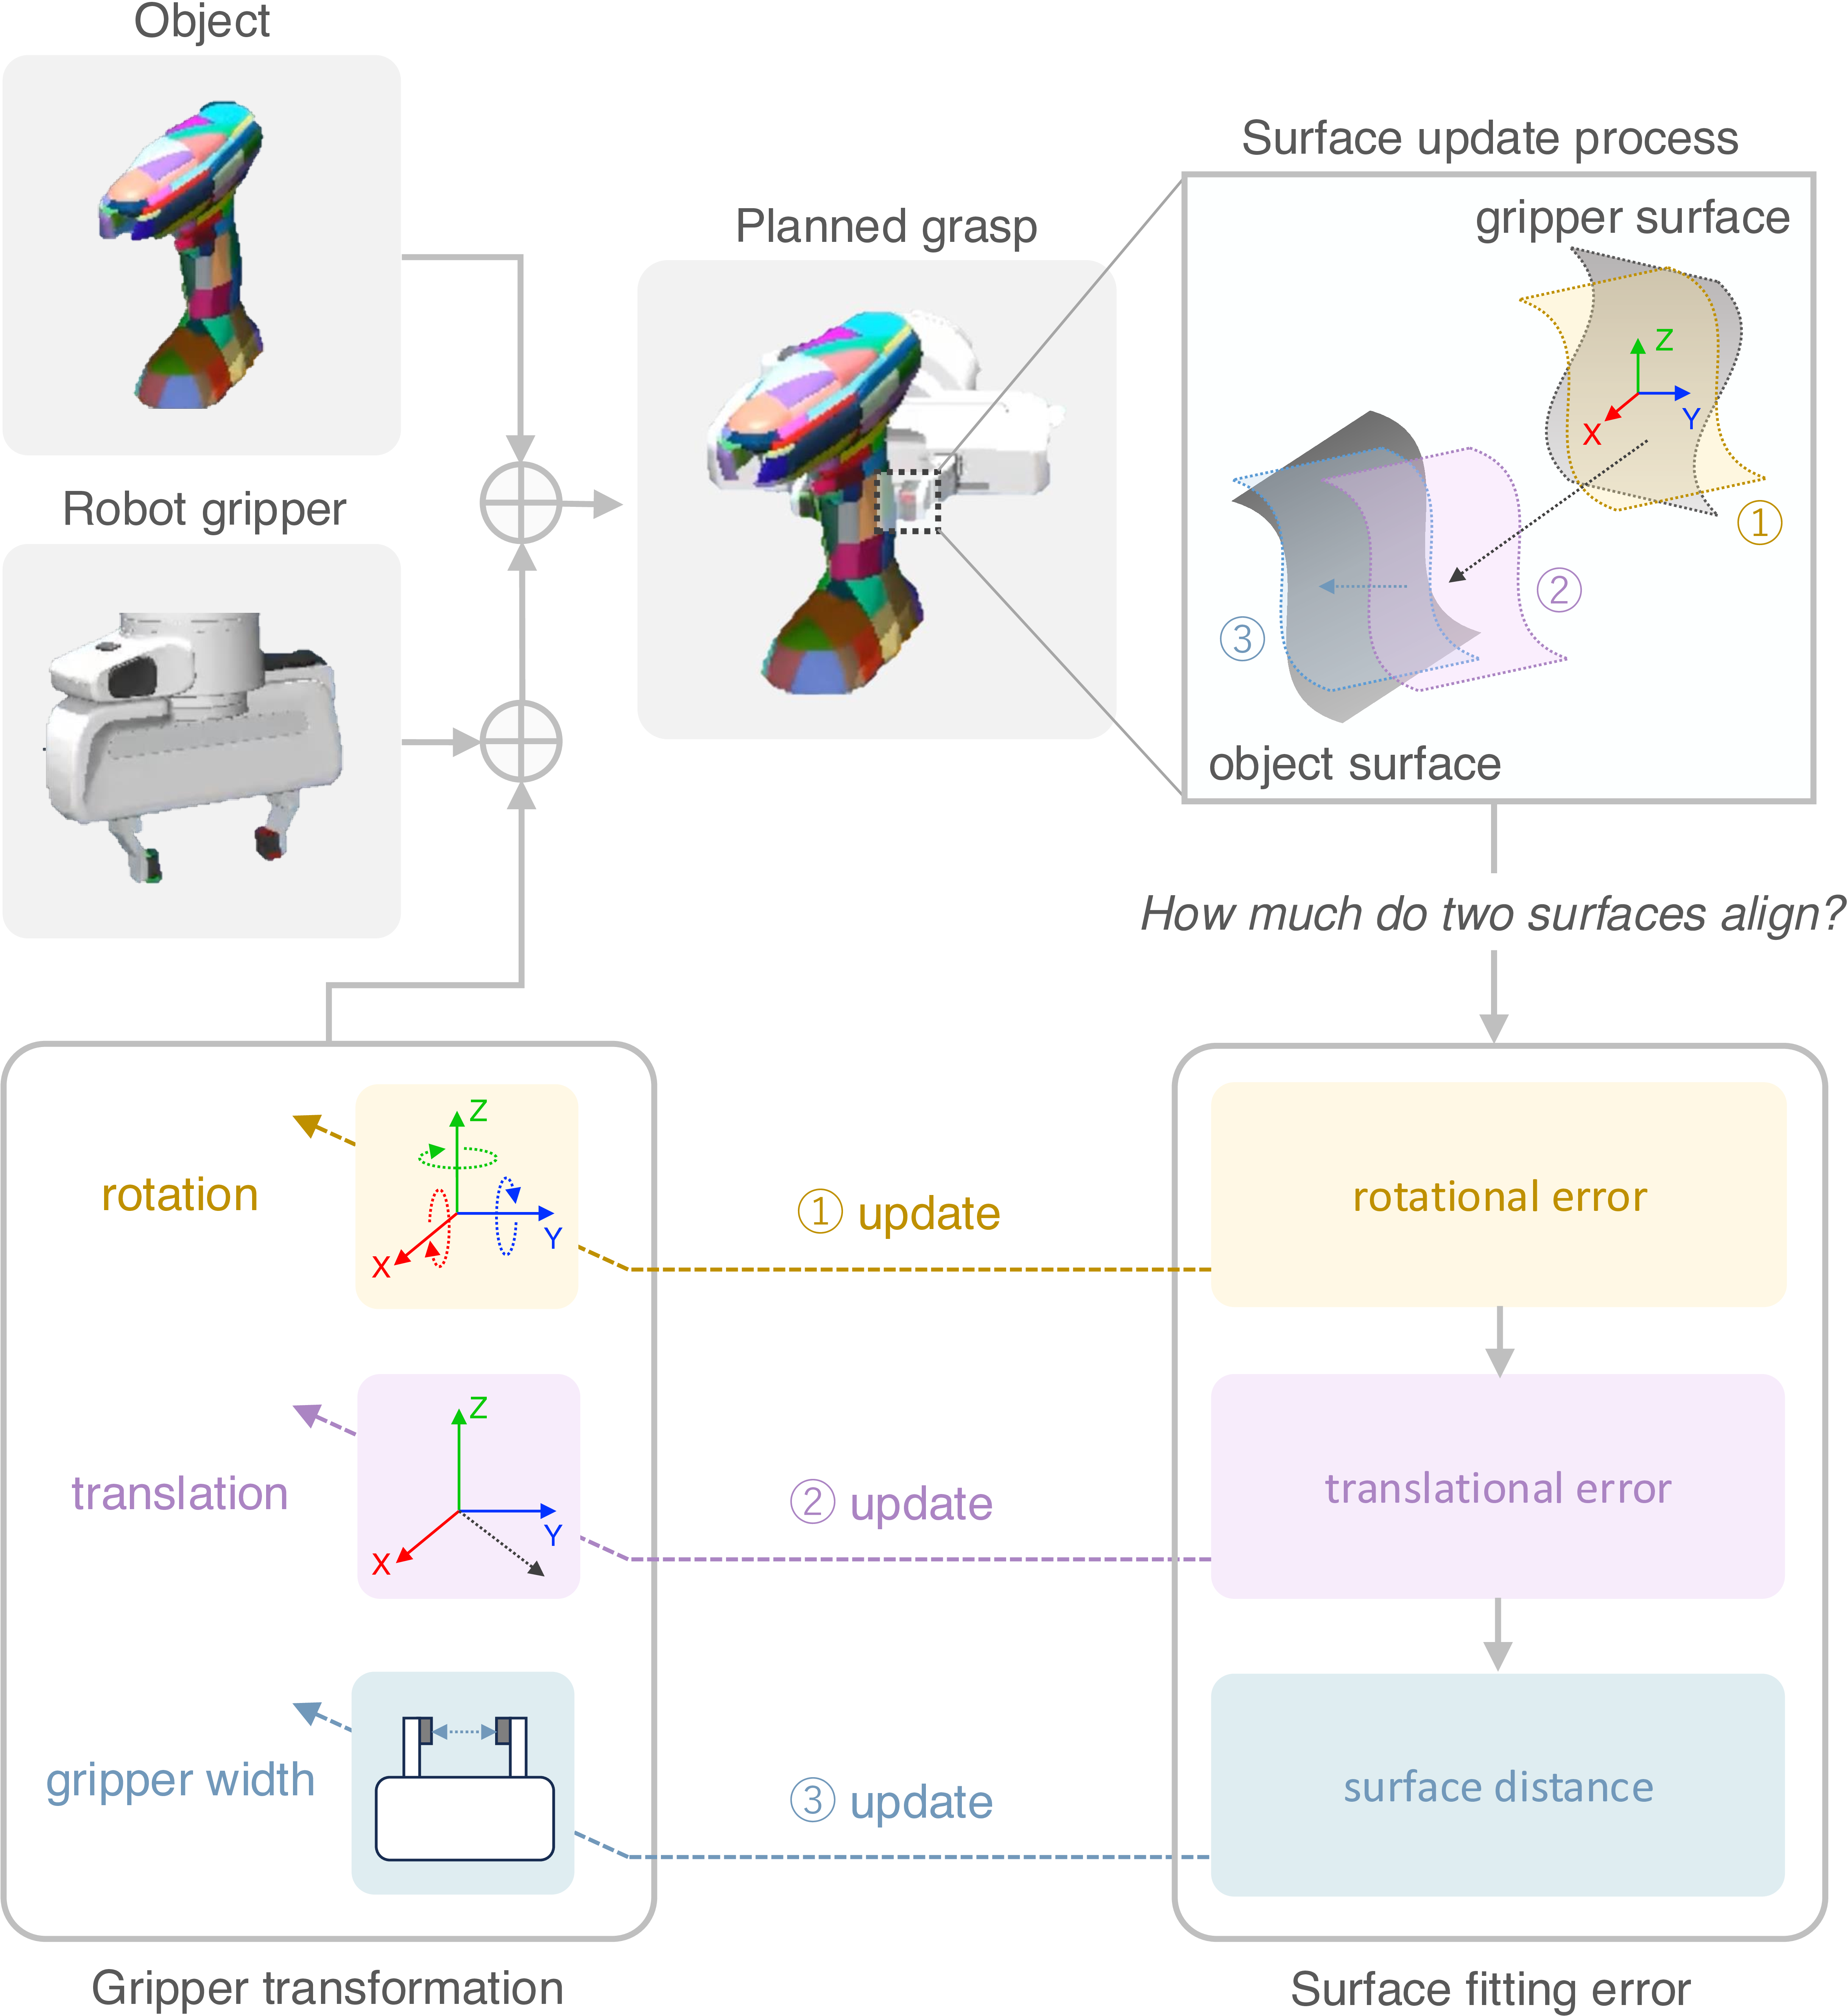 Object
Surface update process
gripper surface
Planned grasp
Z
Y
X
①
Robot gripper
②
③
object surface
How much do two surfaces align?
Z
Y
X
rotation
① update
rotational error
Z
Y
X
translation
② update
translational error
gripper width
③ update
surface distance
Gripper transformation
Surface fitting error